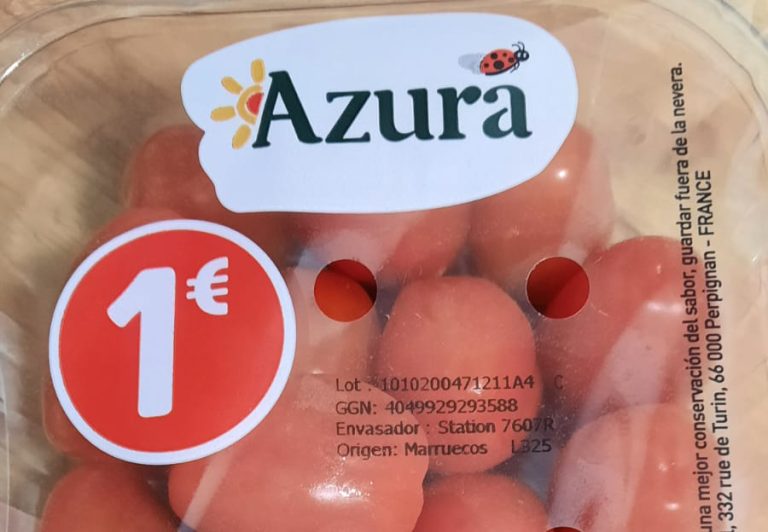 Azura
1€
Lot : 1010200471211A4 C
GGN: 4049929293588
Envasador : Station 7607R
Origen: Marruecos L325
una mejor conservación del sabor, guardar fuera de la nevera.
, 332 rue de Turin, 66 000 Perpignan - FRANCE